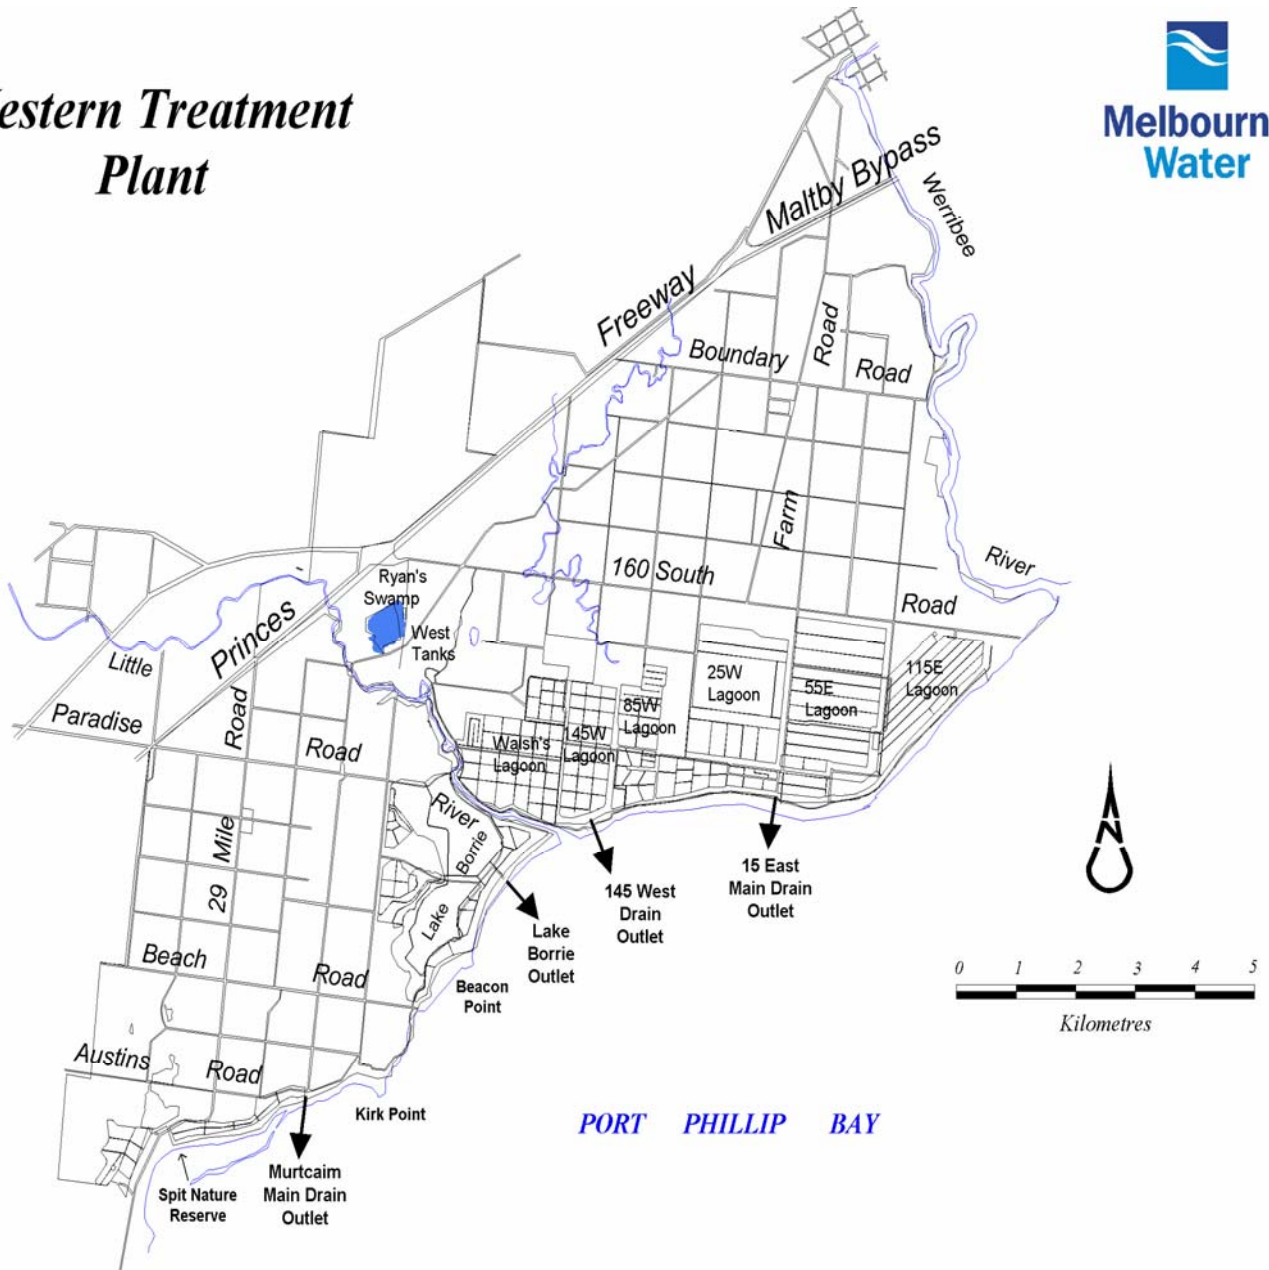 estern Treatment
Plant
Melbourn
Water
Maltby Bypass
Werribee
Freeway
Boundary
Road
Road
Farm
160 South
Road
River
Ryan's
Swamp
West
Tanks
Little
Princes
Paradise
Road
Road
25W
Lagoon
55E
Lagoon
115E
Lagoon
85W
Lagoon
145W
Lagoon
Walsh's
Lagoon
River
Borrie
Lake
29
Mile
Beach
Road
Austins
Road
15 East
Main Drain
Outlet
145 West
Drain
Outlet
Lake
Borrie
Outlet
Beacon
Point
Kirk Point
Murtcaim
Main Drain
Outlet
Spit Nature
Reserve
PORT PHILLIP BAY
N
0 1 2 3 4 5
Kilometres